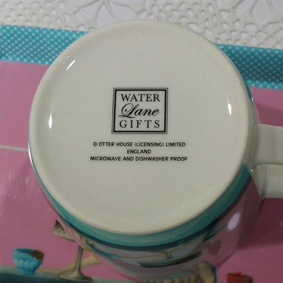 WATER
Lane
GIFTS
© OTTER HOUSE (LICENSING) LIMITED
ENGLAND
MICROWAVE AND DISHWASHER PROOF